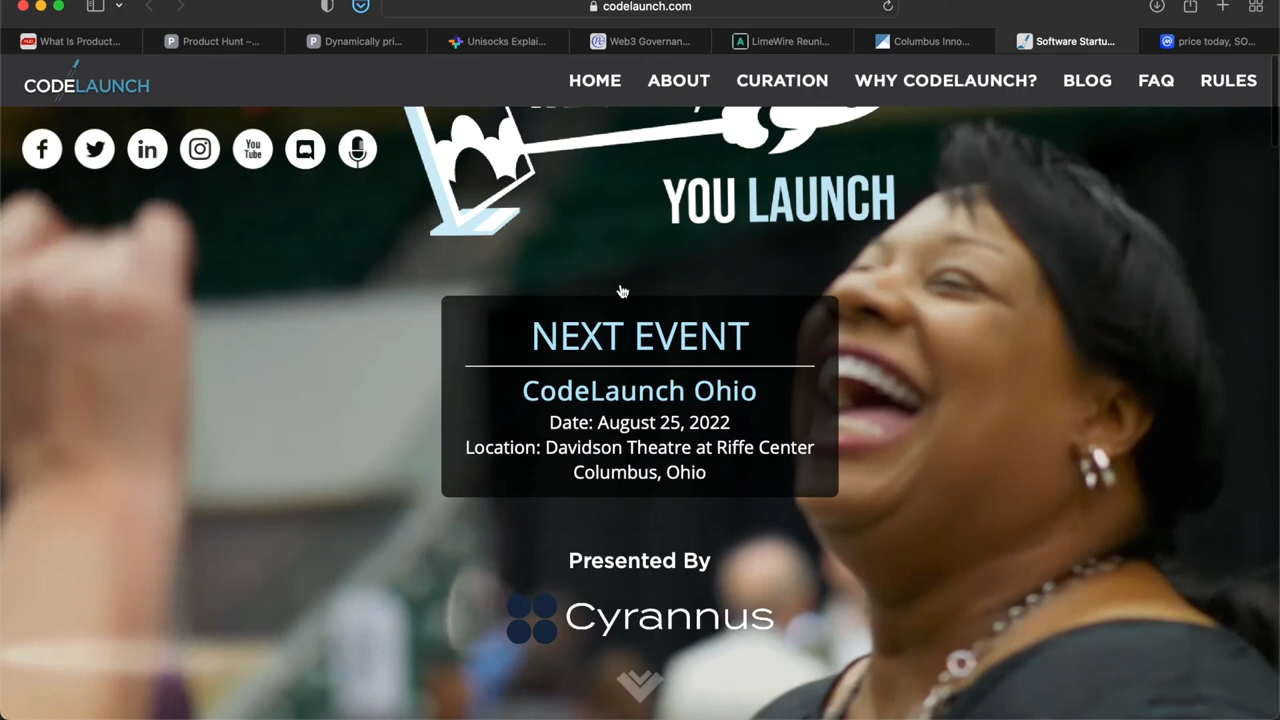 codelaunch.com
What Is Product...
Product Hunt –...
Dynamically pri...
Unisocks Explai...
Web3 Governan...
LimeWire Reuni...
Columbus Inno...
Software Startu...
price today, SO...
CODELAUNCH
HOME
ABOUT
CURATION
WHY CODELAUNCH?
BLOG
FAQ
RULES
You
Tube
YOU LAUNCH
NEXT EVENT
CodeLaunch Ohio
Date: August 25, 2022
Location: Davidson Theatre at Riffe Center
Columbus, Ohio
Presented By
Cyrannus